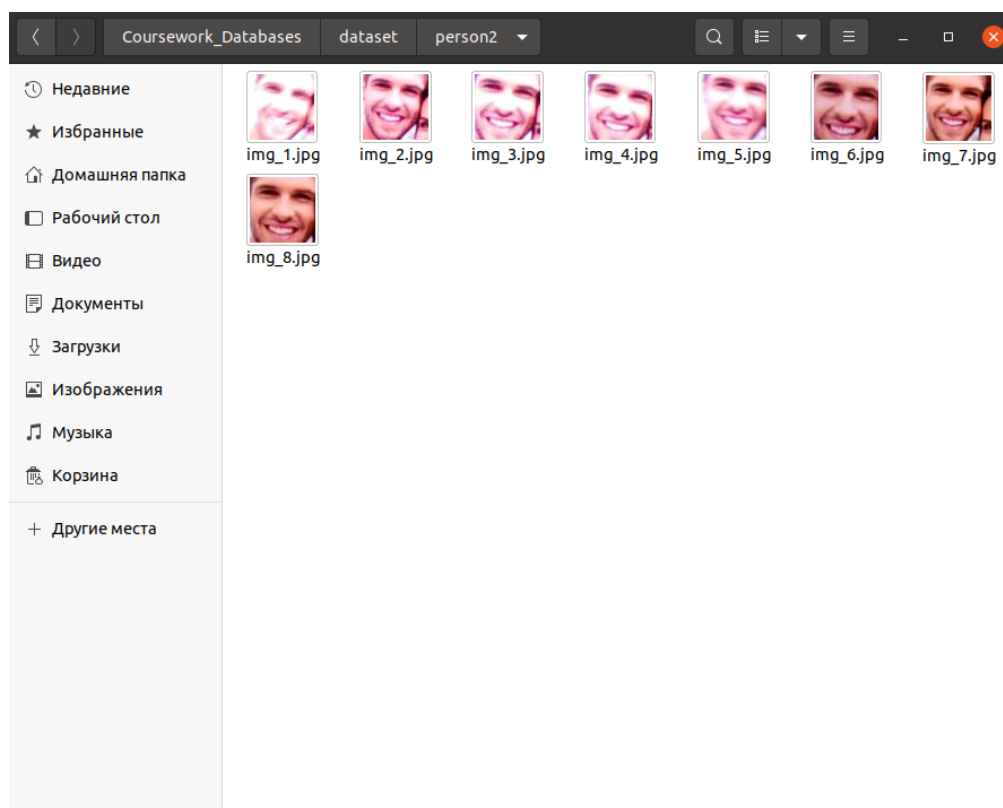 Coursework_Databases dataset person2
Недавние
Избранные
Домашняя папка
Рабочий стол
Видео
Документы
Загрузки
Изображения
Музыка
Корзина
Другие места
img_1.jpg img_2.jpg img_3.jpg img_4.jpg img_5.jpg img_6.jpg img_7.jpg
img_8.jpg